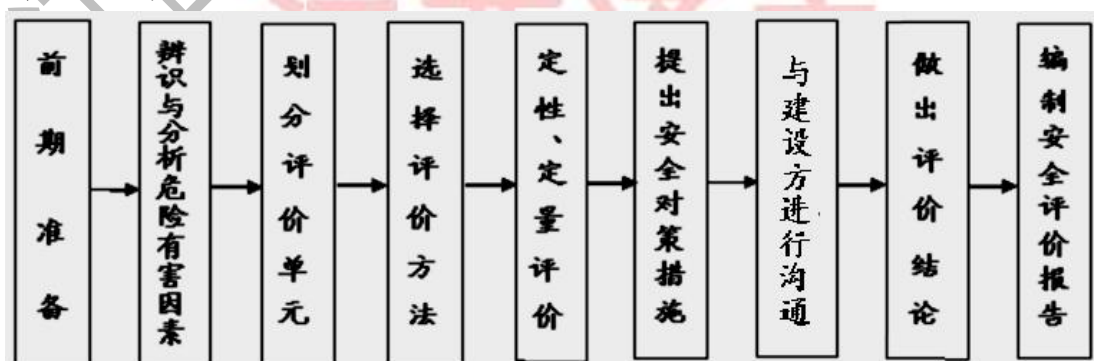 前期准备
辨识与分析危险有害因素
划分评价单元
选择评价方法
定性、定量评价
提出安全对策措施
与建设方进行沟通
做出评价结论
编制安全评价报告